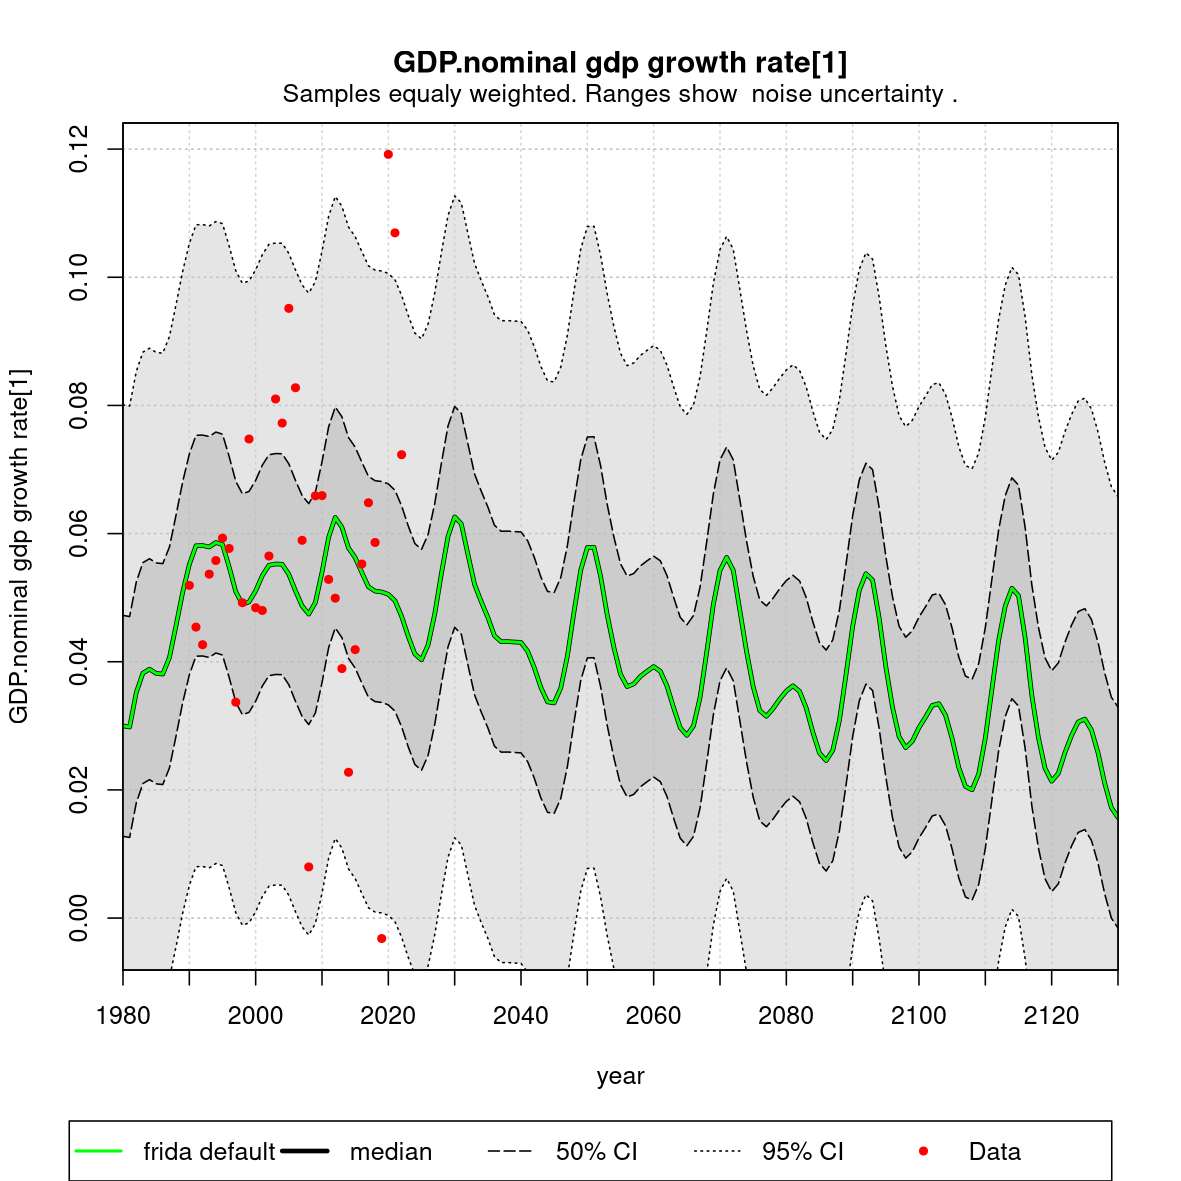 GDP.nominal gdp growth rate[1]
Samples equaly weighted. Ranges show  noise uncertainty .
GDP.nominal gdp growth rate[1]
0.12
0.10
0.08
0.06
0.04
0.02
0.00
1980 2000 2020 2040 2060 2080 2100 2120
year
frida default median 50% CI 95% CI Data